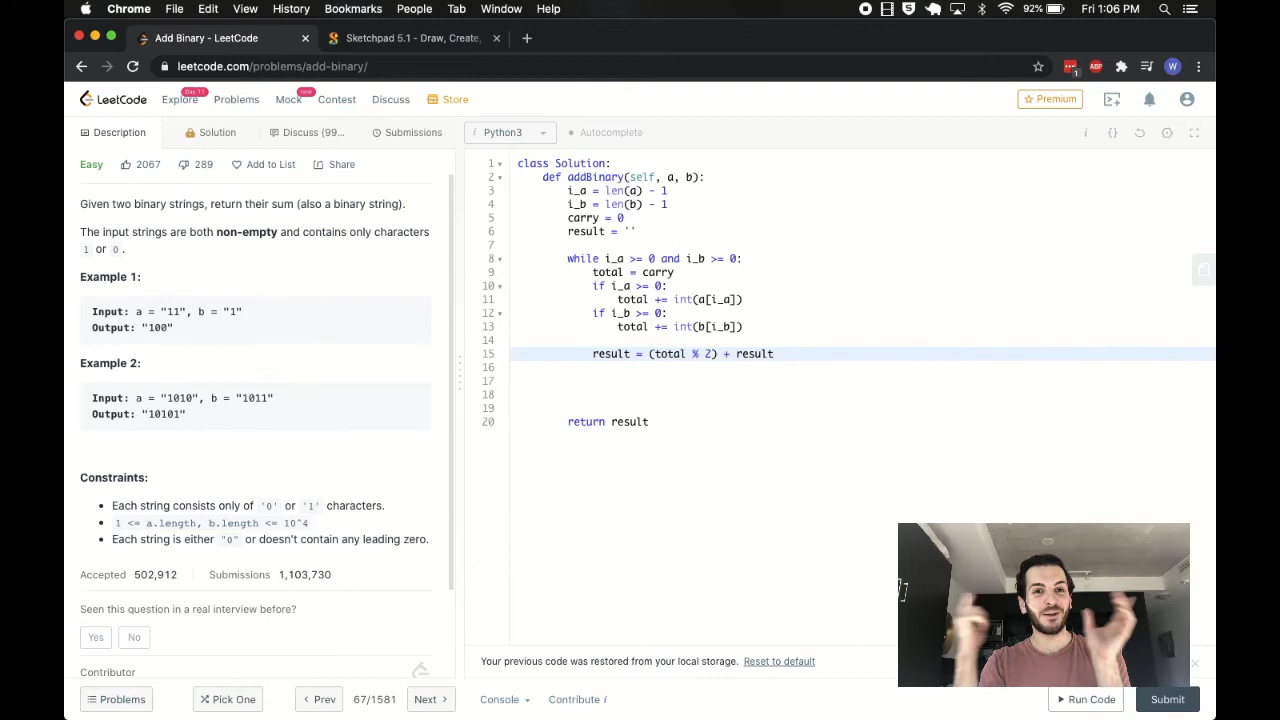 Chrome File Edit View History Bookmarks People Tab Window Help 92% Fri 1:06 PM
Add Binary - LeetCode Sketchpad 5.1 - Draw, Create,
leetcode.com/problems/add-binary/
LeetCode Explore Day 11 Problems Mock new Contest Discuss Store Premium
Description Solution Discuss (99... Submissions Python3 Autocomplete
Easy 2067 289 Add to List Share
Given two binary strings, return their sum (also a binary string).
The input strings are both non-empty and contains only characters
1 or 0.
Example 1:
Input: a = "11", b = "1"
Output: "100"
Example 2:
Input: a = "1010", b = "1011"
Output: "10101"
Constraints:
• Each string consists only of '0' or '1' characters.
• 1 <= a.length, b.length <= 10^4
• Each string is either "0" or doesn't contain any leading zero.
Accepted 502,912 Submissions 1,103,730
Seen this question in a real interview before?
Yes No
Contributor
1 class Solution:
2 def addBinary(self, a, b):
3 i_a = len(a) - 1
4 i_b = len(b) - 1
5 carry = 0
6 result = ''
7
8 while i_a >= 0 and i_b >= 0:
9 total = carry
10 if i_a >= 0:
11 total += int(a[i_a])
12 if i_b >= 0:
13 total += int(b[i_b])
14
15 result = (total % 2) + result
16
17
18
19
20 return result
Your previous code was restored from your local storage. Reset to default
Problems Pick One Prev 67/1581 Next Console Contribute i Run Code Submit